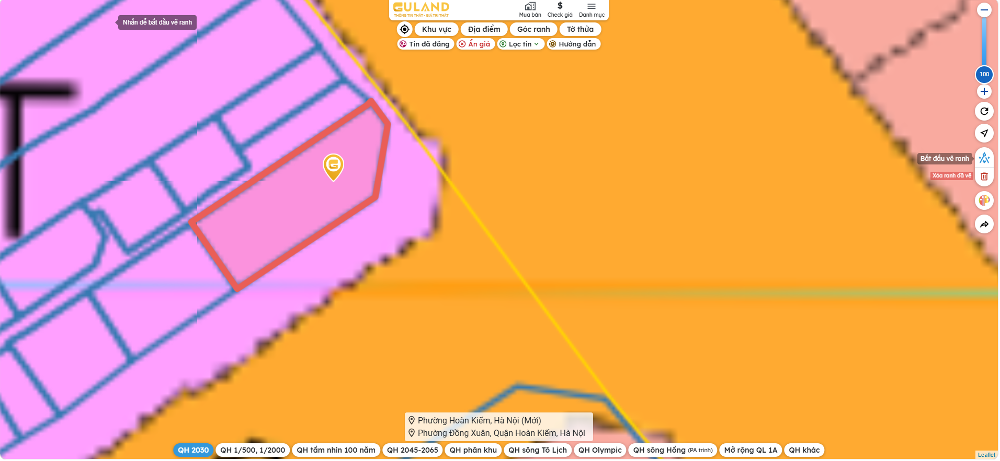 GULAND
THÔNG TIN THẬT - GIÁ TRỊ THẬT
Mua bán
$
Check giá
Danh mục
Khu vực
Địa điểm
Góc ranh
Tờ thửa
Tin đã đăng
Ẩn giá
Lọc tin
Hướng dẫn
Nhấn để bắt đầu vẽ ranh
T
G
100
Bắt đầu vẽ ranh
Xóa ranh đã vẽ
Phường Hoàn Kiếm, Hà Nội (Mới)
Phường Đồng Xuân, Quận Hoàn Kiếm, Hà Nội
QH 2030
QH 1/500, 1/2000
QH tầm nhìn 100 năm
QH 2045-2065
QH phân khu
QH sông Tô Lịch
QH Olympic
QH sông Hồng (PA trình)
Mở rộng QL 1A
QH khác
Leaflet